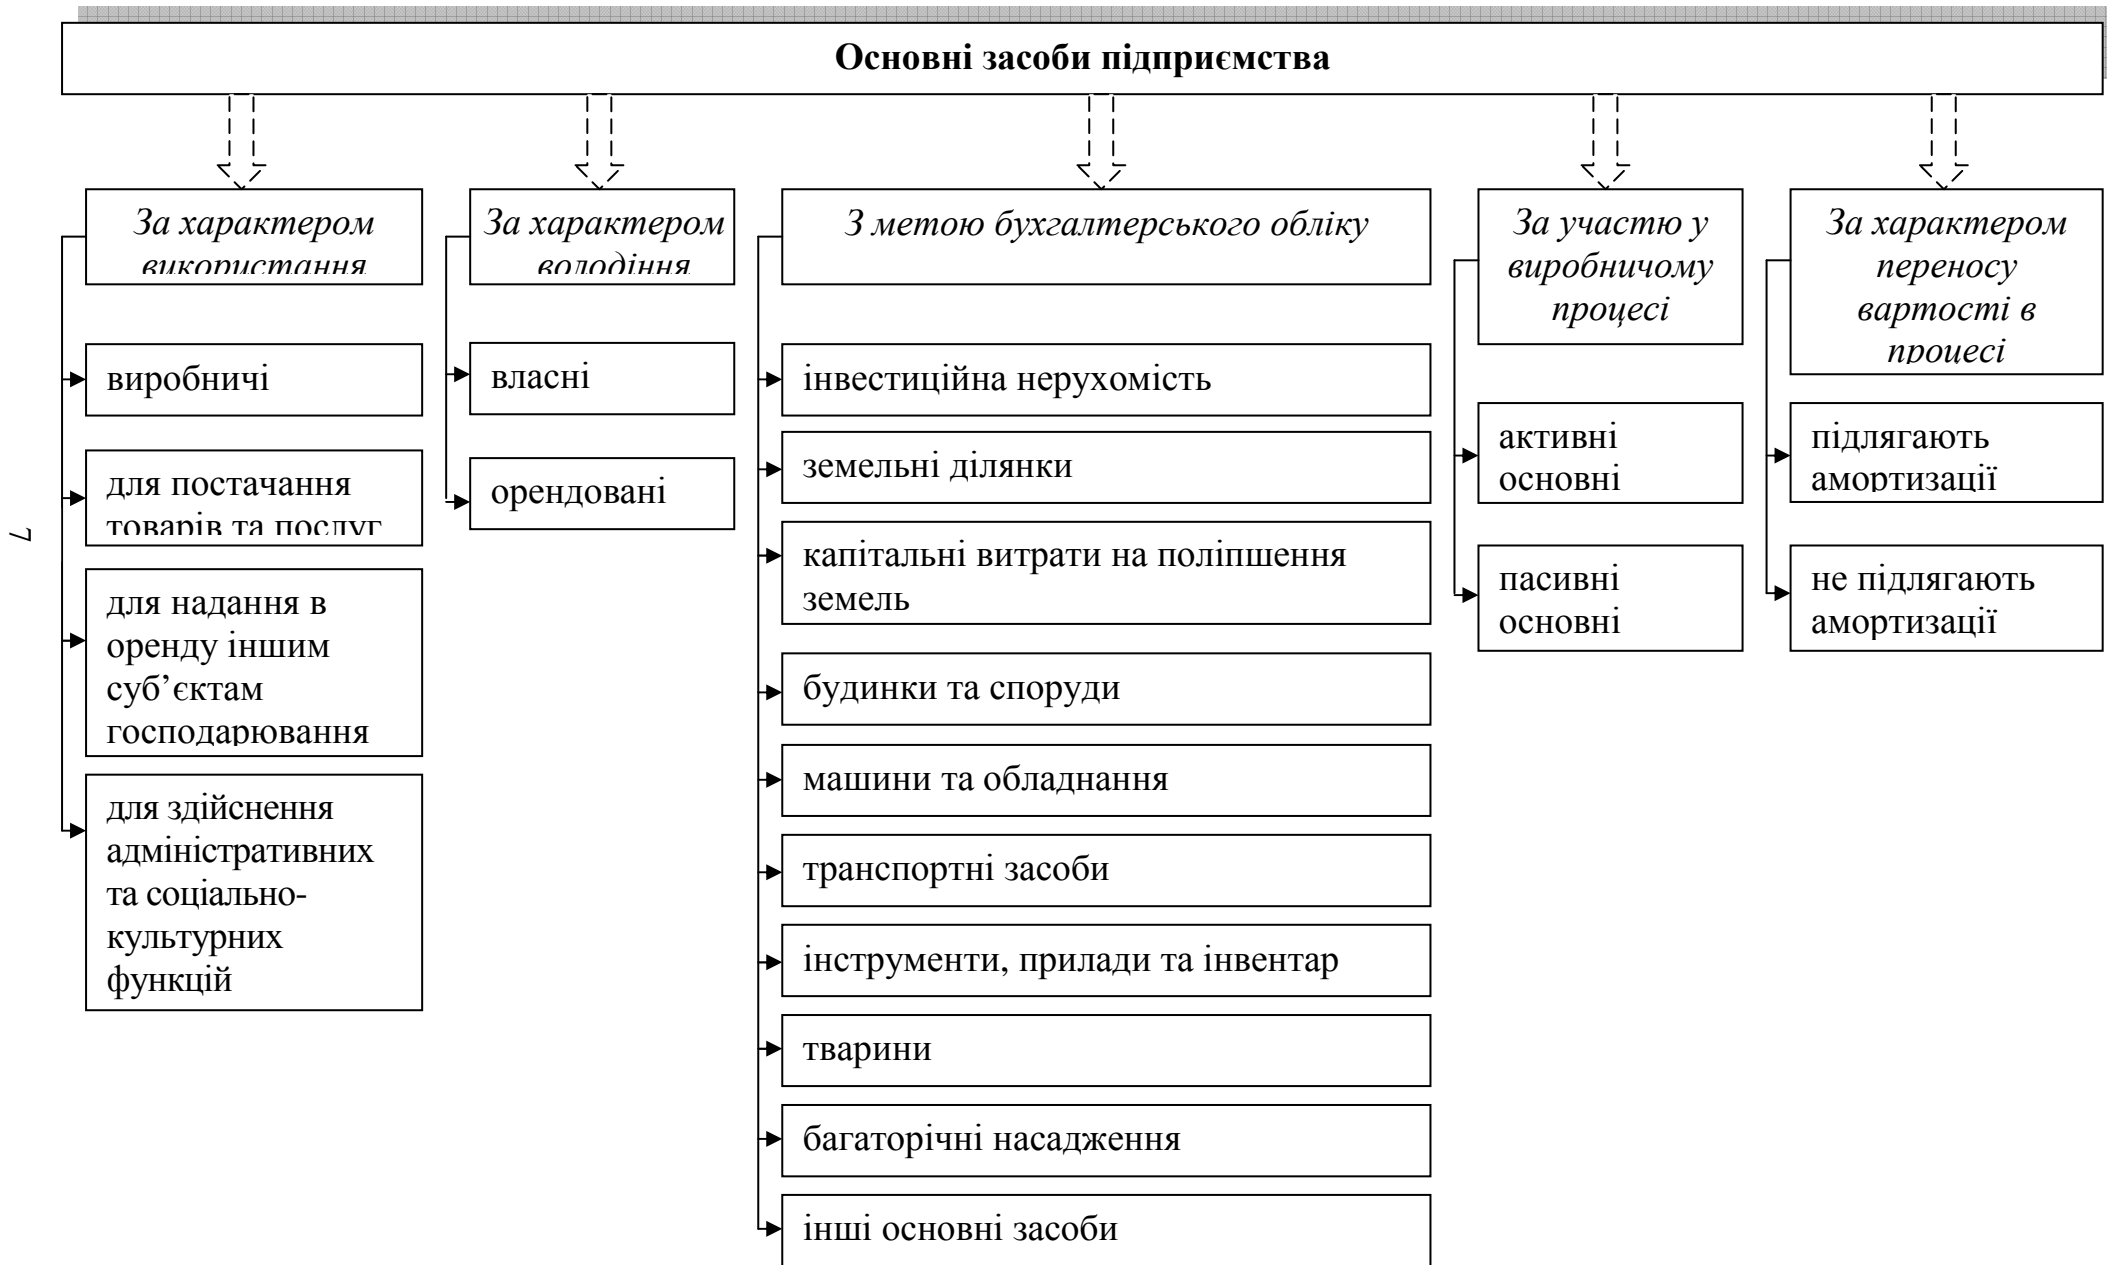 Основні засоби підприємства
За характером
використання
виробничі
для постачання
товарів та послуг
для надання в
оренду іншим
суб’єктам
господарювання
для здійснення
адміністративних
та соціально-
культурних
функцій
За характером
володіння
власні
орендовані
З метою бухгалтерського обліку
інвестиційна нерухомість
земельні ділянки
капітальні витрати на поліпшення
земель
будинки та споруди
машини та обладнання
транспортні засоби
інструменти, прилади та інвентар
тварини
багаторічні насадження
інші основні засоби
За участю у
виробничому
процесі
активні
основні
пасивні
основні
За характером
переносу
вартості в
процесі
підлягають
амортизації
не підлягають
амортизації
7